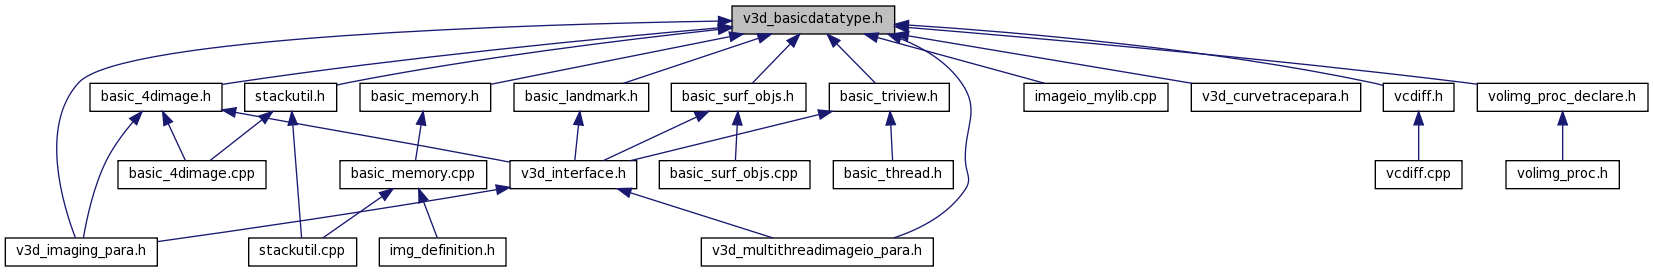 v3d_basicdatatype.h
basic_4dimage.h
stackutil.h
basic_memory.h
basic_landmark.h
basic_surf_objs.h
basic_triview.h
imageio_mylib.cpp
v3d_curvetracepara.h
vcdiff.h
volimg_proc_declare.h
basic_4dimage.cpp
basic_memory.cpp
v3d_interface.h
basic_surf_objs.cpp
basic_thread.h
vcdiff.cpp
volimg_proc.h
v3d_imaging_para.h
stackutil.cpp
img_definition.h
v3d_multithreadimageio_para.h